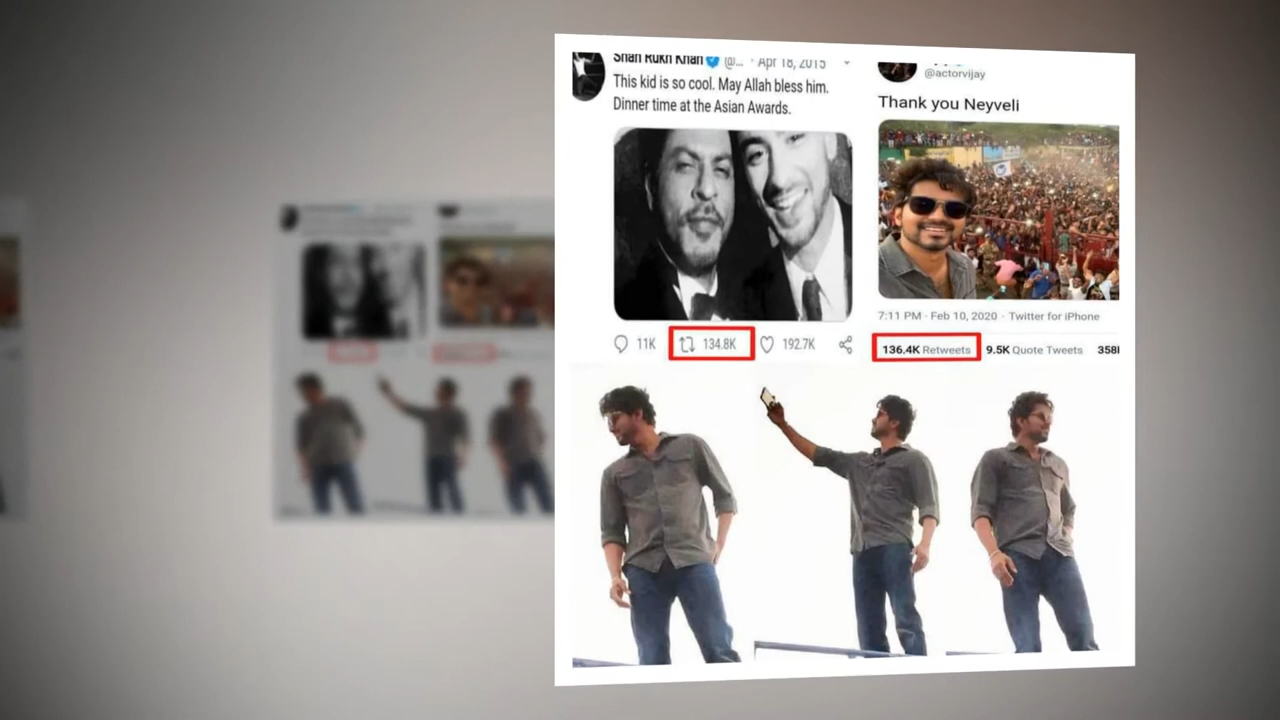 Shah Rukh Khan @... · Apr 18, 2015
This kid is so cool. May Allah bless him.
Dinner time at the Asian Awards.
11K 134.8K 192.7K
@actorvijay
Thank you Neyveli
7:11 PM · Feb 10, 2020 · Twitter for iPhone
136.4K Retweets 9.5K Quote Tweets 358